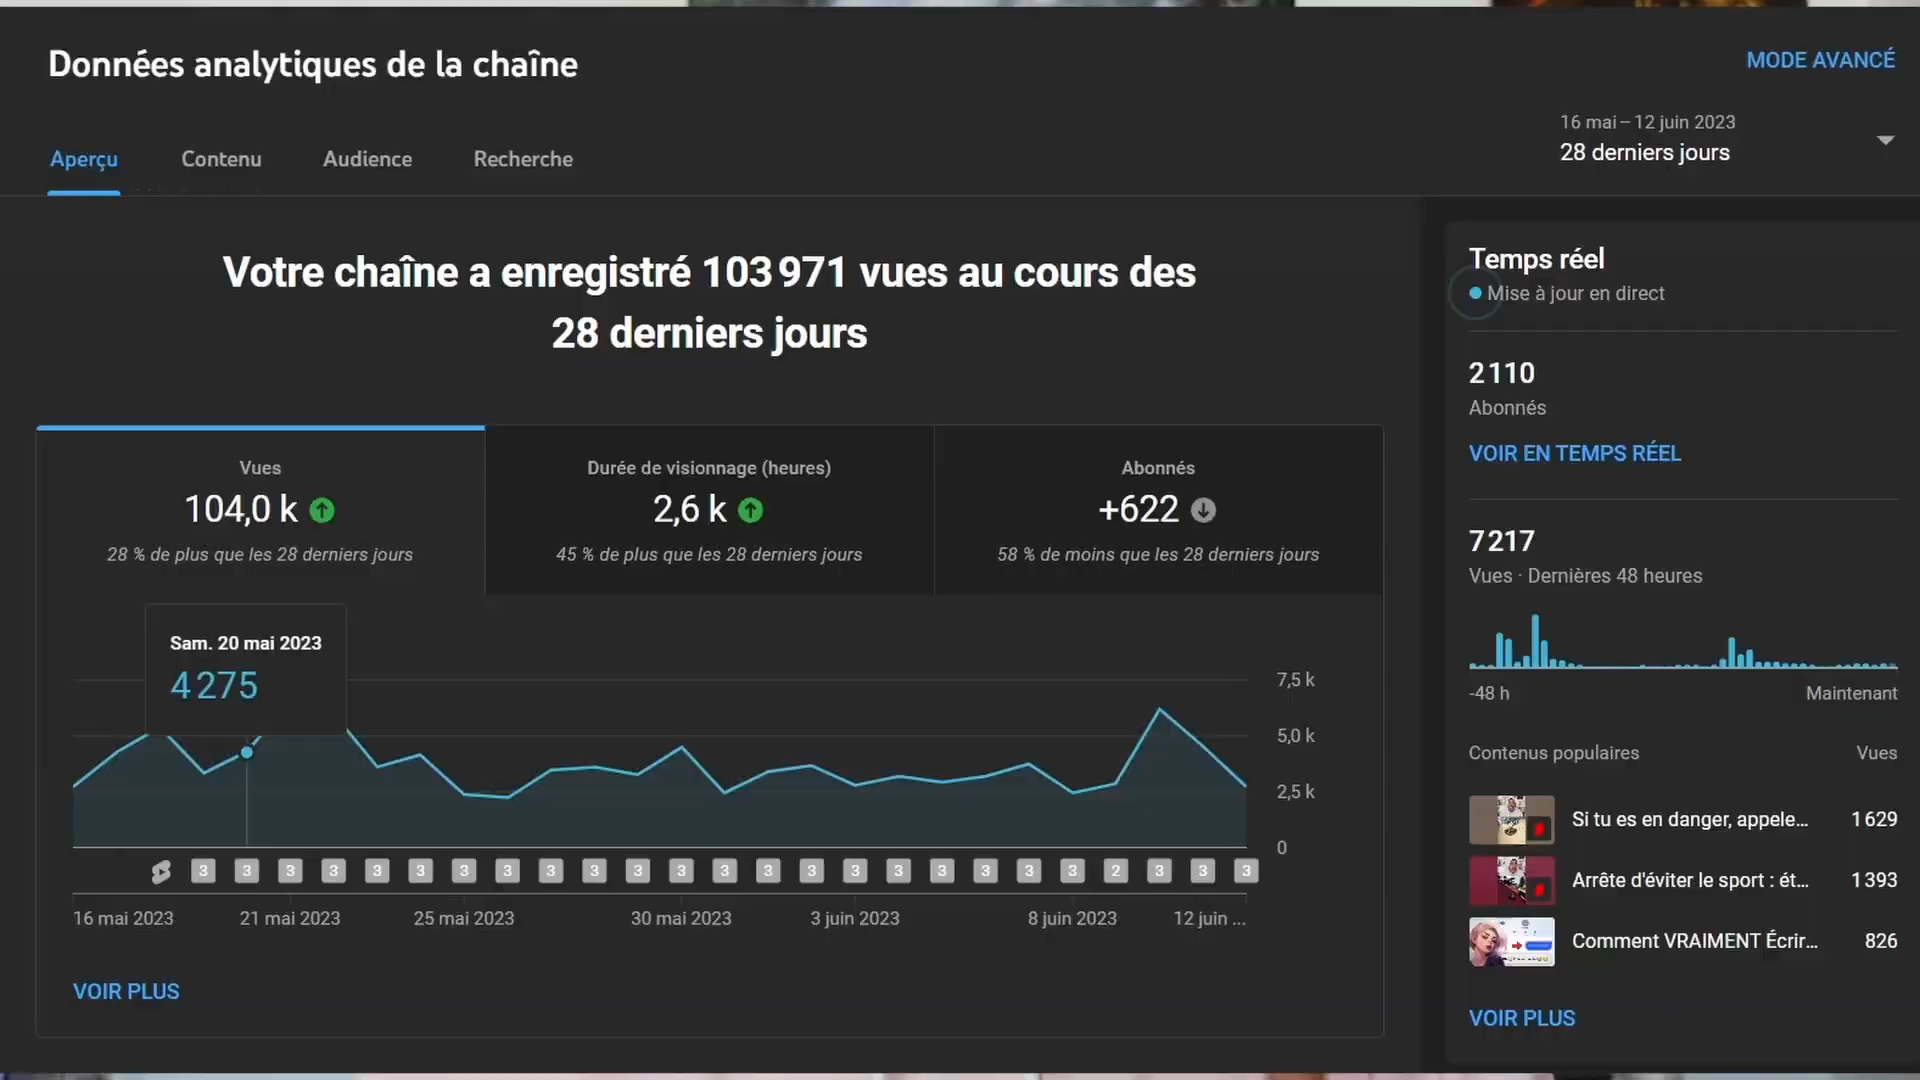 Données analytiques de la chaîne
MODE AVANCÉ
Aperçu Contenu Audience Recherche
16 mai – 12 juin 2023
28 derniers jours
Votre chaîne a enregistré 103 971 vues au cours des
28 derniers jours
Vues
104,0 k
28 % de plus que les 28 derniers jours
Durée de visionnage (heures)
2,6 k
45 % de plus que les 28 derniers jours
Abonnés
+622
58 % de moins que les 28 derniers jours
Sam. 20 mai 2023
4 275
7,5 k
5,0 k
2,5 k
0
3 3 3 3 3 3 3 3 3 3 3 3 3 3 3 3 3 3 3 3 3 2 3 3 3
16 mai 2023 21 mai 2023 25 mai 2023 30 mai 2023 3 juin 2023 8 juin 2023 12 juin ...
VOIR PLUS
Temps réel
Mise à jour en direct
2 110
Abonnés
VOIR EN TEMPS RÉEL
7 217
Vues · Dernières 48 heures
-48 h Maintenant
Contenus populaires Vues
Si tu es en danger, appele... 1 629
Arrête d'éviter le sport : ét... 1 393
Comment VRAIMENT Écrir... 826
VOIR PLUS